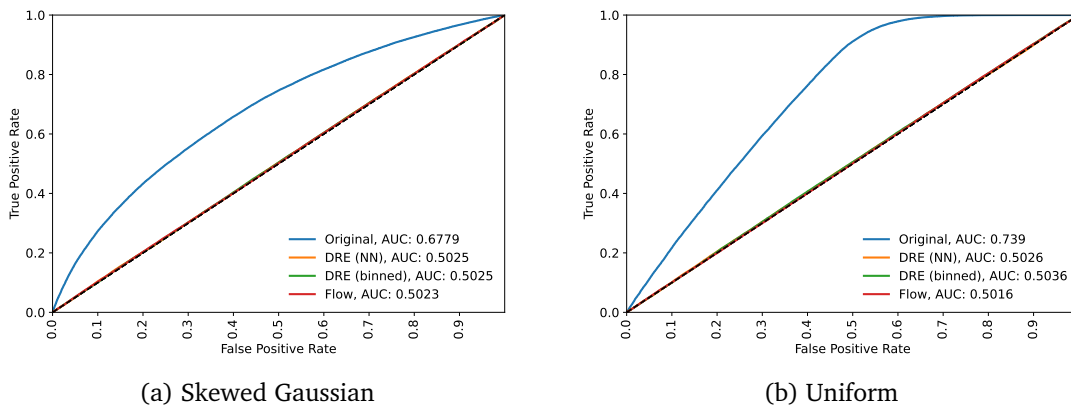 1.0
0.8
0.6
0.4
0.2
0.0
True Positive Rate
Original, AUC: 0.6779
DRE (NN), AUC: 0.5025
DRE (binned), AUC: 0.5025
Flow, AUC: 0.5023
0.0 0.1 0.2 0.3 0.4 0.5 0.6 0.7 0.8 0.9
False Positive Rate
(a) Skewed Gaussian
1.0
0.8
0.6
0.4
0.2
0.0
True Positive Rate
Original, AUC: 0.739
DRE (NN), AUC: 0.5026
DRE (binned), AUC: 0.5036
Flow, AUC: 0.5016
0.0 0.1 0.2 0.3 0.4 0.5 0.6 0.7 0.8 0.9
False Positive Rate
(b) Uniform